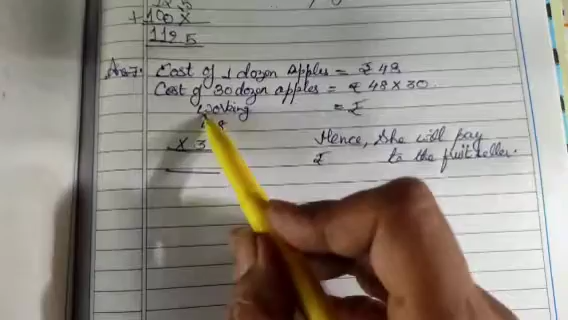 + 100 X
1125
Ans 7. Cost of 1 dozen apples = ₹ 48
Cost of 30 dozen apples = ₹ 48 X 30
Working = ₹
X 3
Hence, She will pay
₹ to the fruit seller.